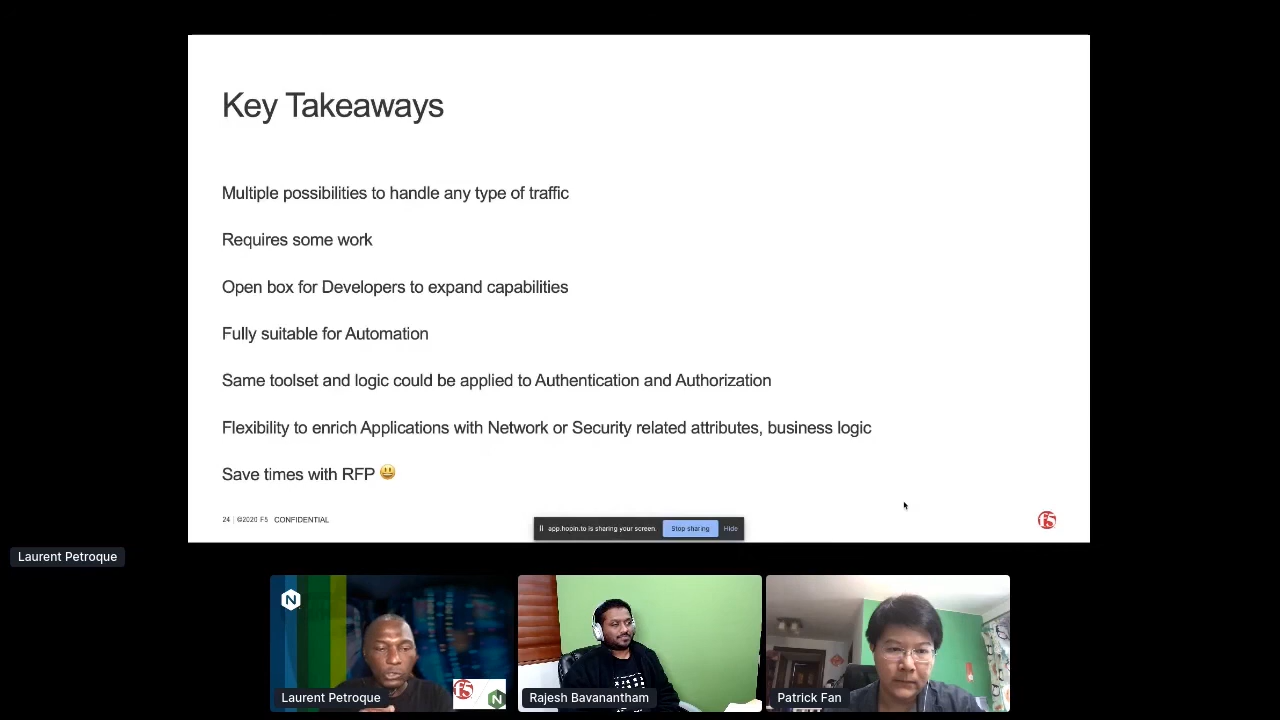 Key Takeaways
Multiple possibilities to handle any type of traffic
Requires some work
Open box for Developers to expand capabilities
Fully suitable for Automation
Same toolset and logic could be applied to Authentication and Authorization
Flexibility to enrich Applications with Network or Security related attributes, business logic
Save times with RFP 😃
24 | ©2020 F5 CONFIDENTIAL
app.hopin.to is sharing your screen. Stop sharing Hide
f5
Laurent Petroque
N
f5
N
Laurent Petroque
Rajesh Bavanantham
Patrick Fan